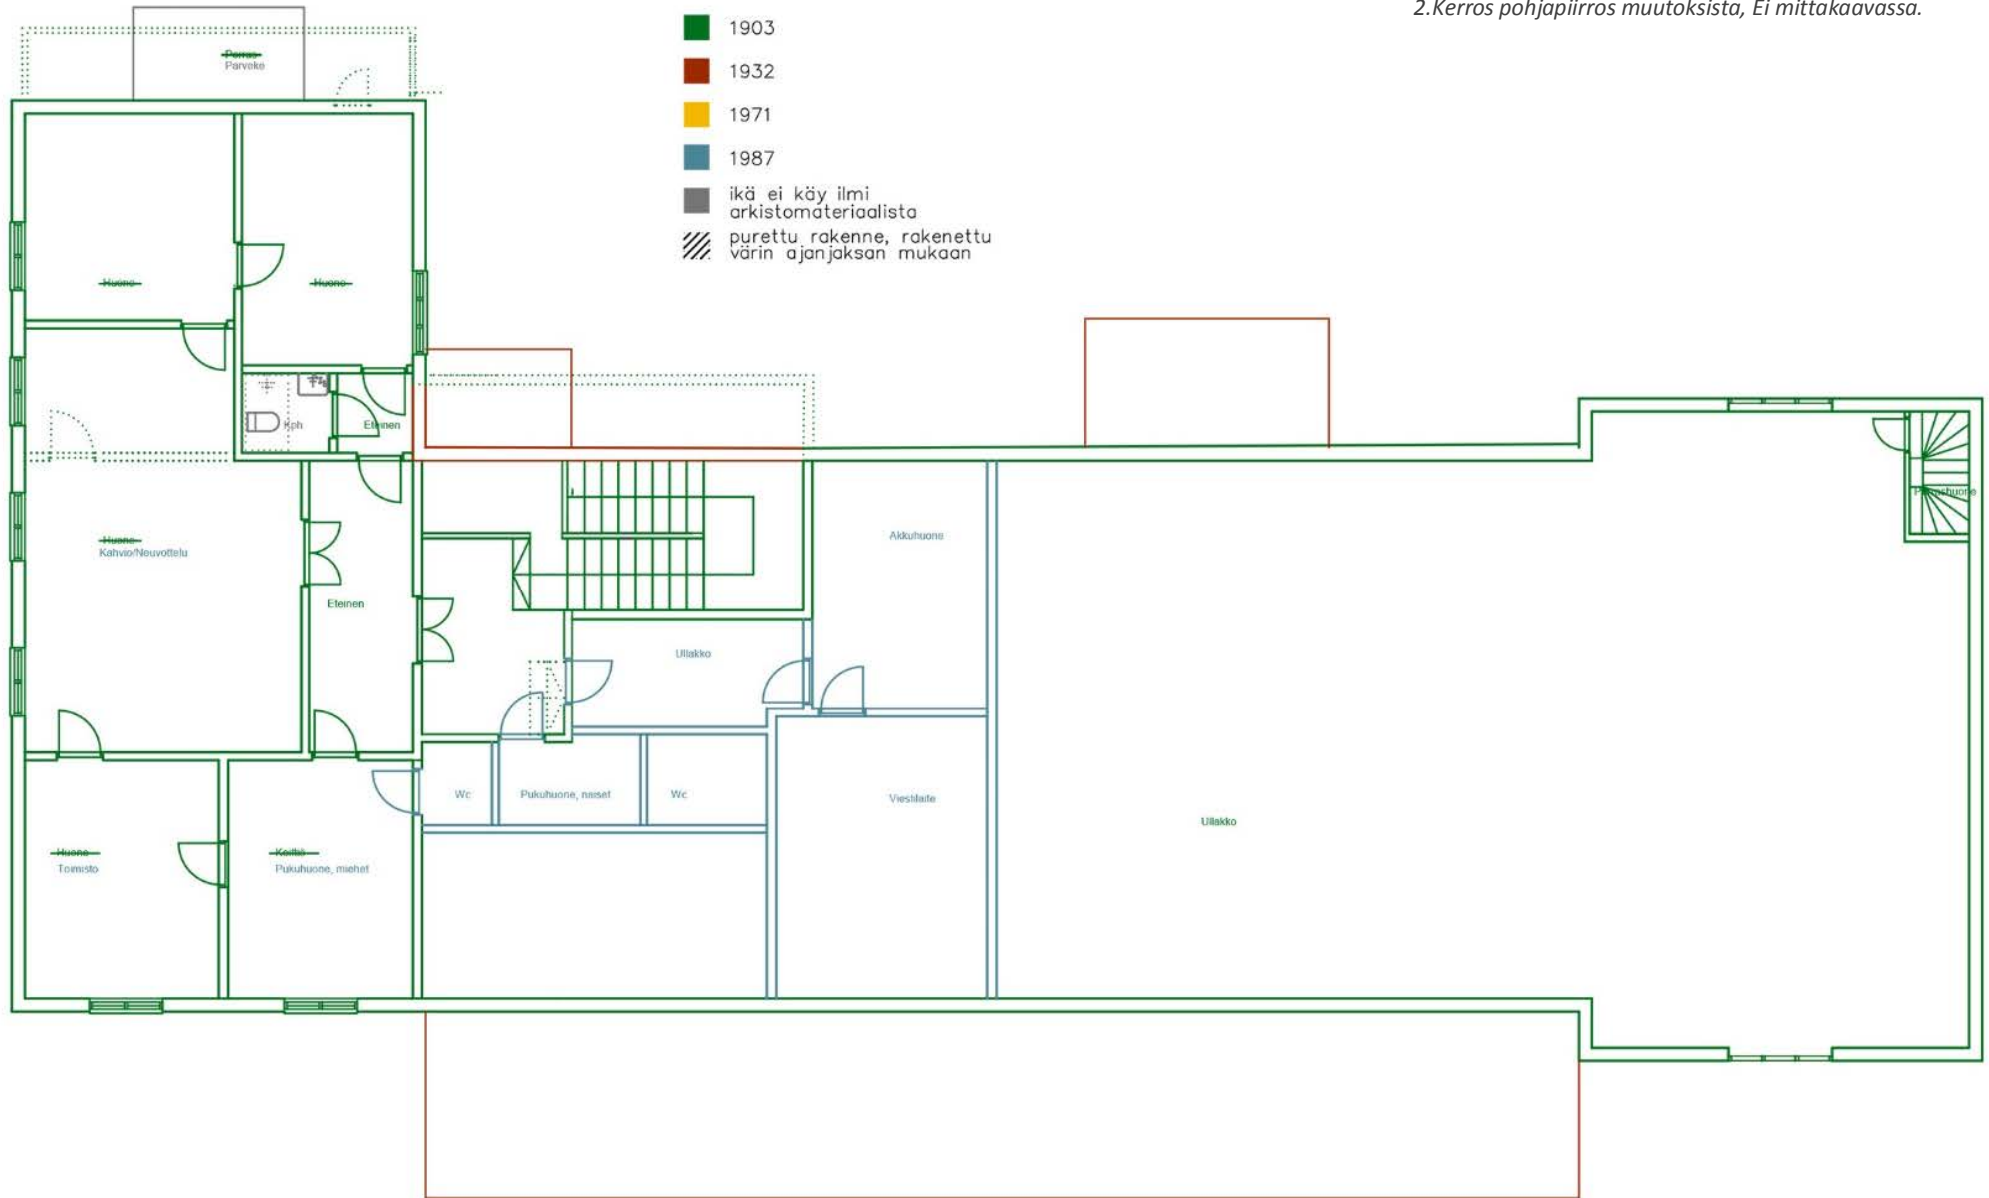 2.Kerros pohjapiirros muutoksista, Ei mittakaavassa.
1903
1932
1971
1987
ikä ei käy ilmi
arkistomateriaalista
purettu rakenne, rakenettu
värin ajanjaksan mukaan
Porras
Parveke
Huone
Huone
Kph
Eteinen
Huone
Kahvio/Neuvottelu
Eteinen
Akkuhuone
Porrashuone
Ullakko
Wc
Pukuhuone, naiset
Wc
Viestilaite
Ullakko
Huone
Toimisto
Keittiö
Pukuhuone, miehet